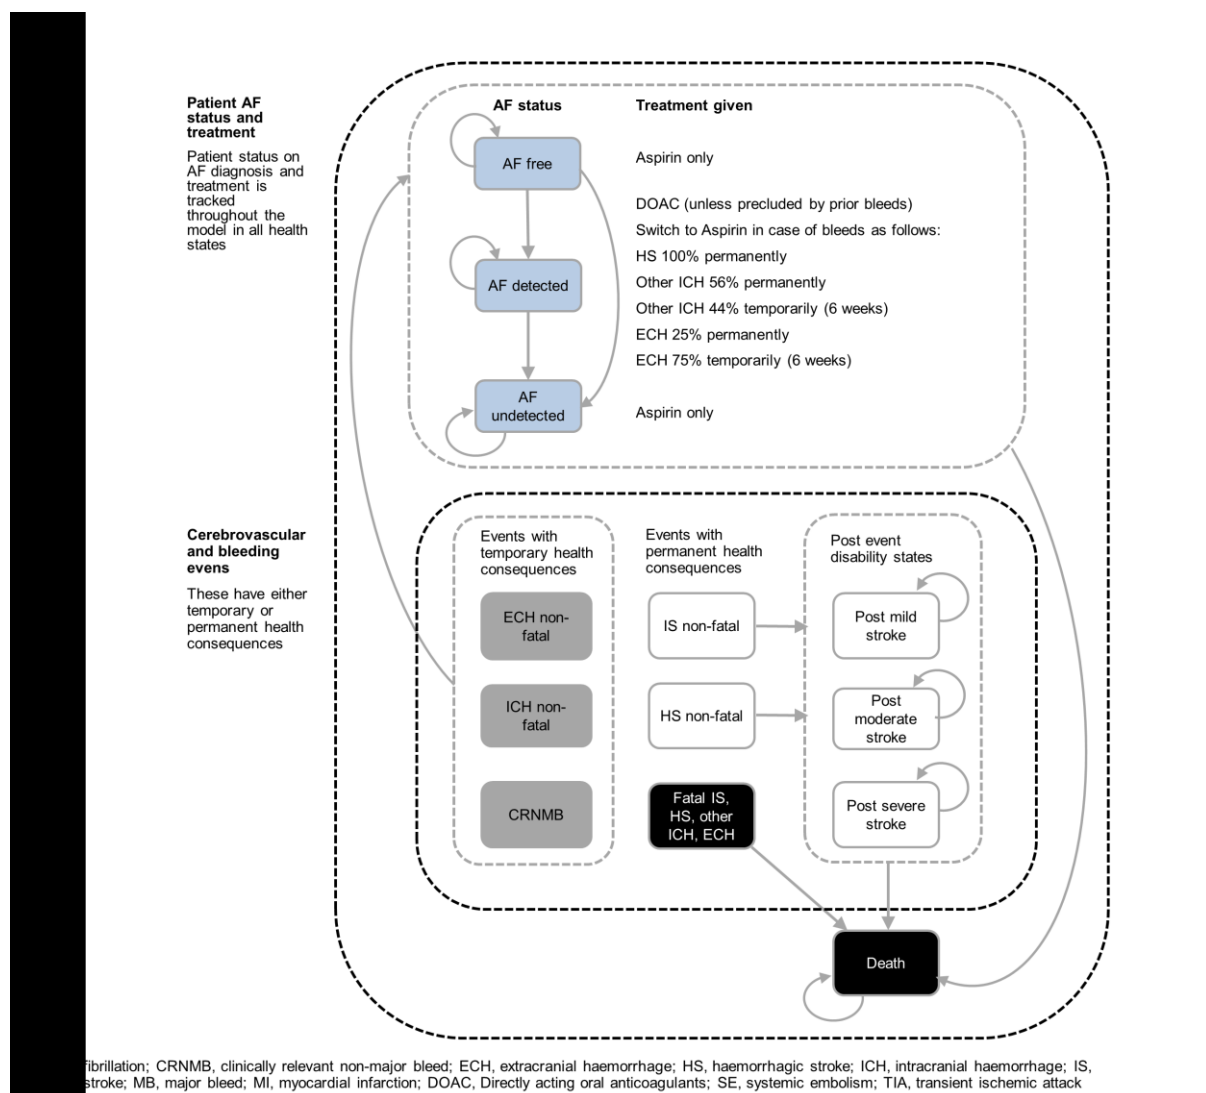 Patient AF
status and
treatment
Patient status on
AF diagnosis and
treatment is
tracked
throughout the
model in all health
states
AF status
Treatment given
AF free
Aspirin only
DOAC (unless precluded by prior bleeds)
Switch to Aspirin in case of bleeds as follows:
HS 100% permanently
AF detected
Other ICH 56% permanently
Other ICH 44% temporarily (6 weeks)
ECH 25% permanently
ECH 75% temporarily (6 weeks)
AF
undetected
Aspirin only
Cerebrovascular
and bleeding
evens
These have either
temporary or
permanent health
consequences
Events with
temporary health
consequences
ECH non-
fatal
ICH non-
fatal
CRNMB
Events with
permanent health
consequences
IS non-fatal
HS non-fatal
Fatal IS,
HS, other
ICH, ECH
Post event
disability states
Post mild
stroke
Post
moderate
stroke
Post severe
stroke
Death
fibrillation; CRNMB, clinically relevant non-major bleed; ECH, extracranial haemorrhage; HS, haemorrhagic stroke; ICH, intracranial haemorrhage; IS,
stroke; MB, major bleed; MI, myocardial infarction; DOAC, Directly acting oral anticoagulants; SE, systemic embolism; TIA, transient ischemic attack